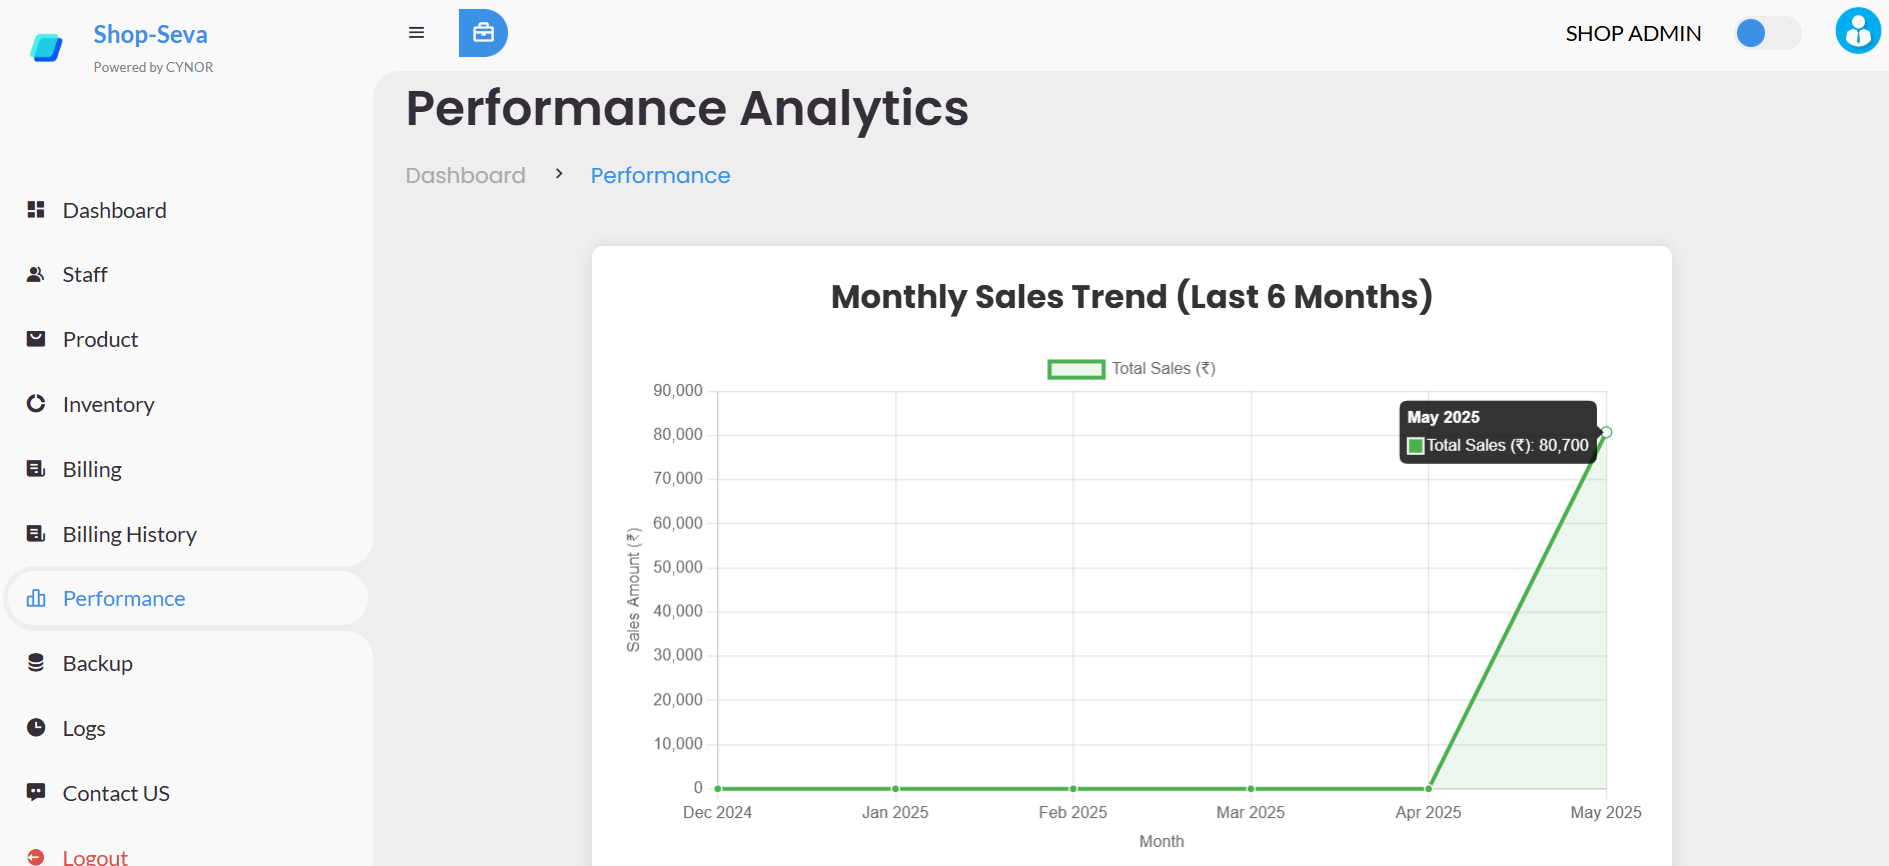 Shop-Seva
Powered by CYNOR
SHOP ADMIN
Dashboard
Staff
Product
Inventory
Billing
Billing History
Performance
Backup
Logs
Contact US
Logout
Performance Analytics
Dashboard > Performance
Monthly Sales Trend (Last 6 Months)
Total Sales (₹)
90,000
80,000
70,000
60,000
50,000
40,000
30,000
20,000
10,000
0
Sales Amount (₹)
May 2025
Total Sales (₹): 80,700
Dec 2024 Jan 2025 Feb 2025 Mar 2025 Apr 2025 May 2025
Month